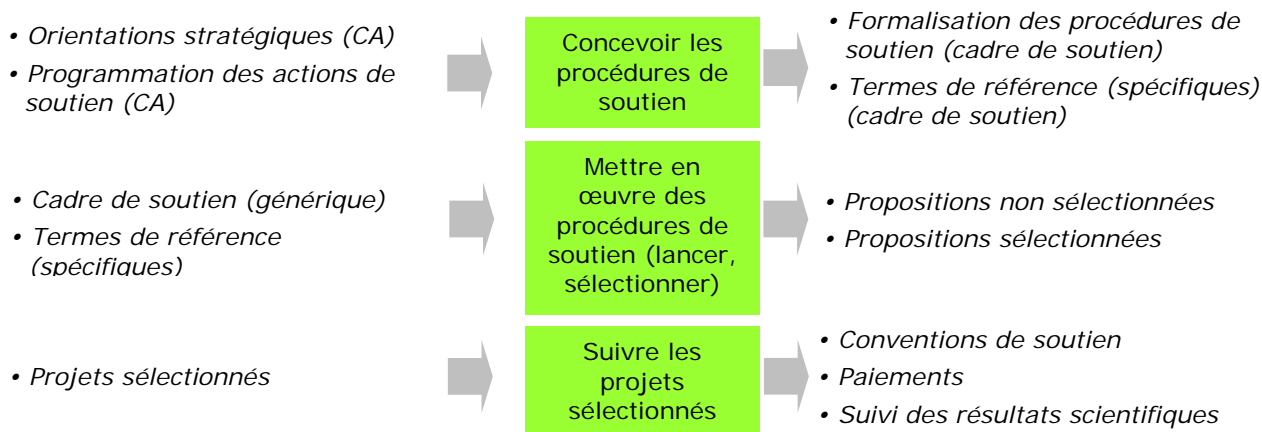 • Orientations stratégiques (CA)
• Programmation des actions de
soutien (CA)
Concevoir les
procédures de
soutien
• Formalisation des procédures de
soutien (cadre de soutien)
• Termes de référence (spécifiques)
(cadre de soutien)
• Cadre de soutien (générique)
• Termes de référence
(spécifiques)
Mettre en
œuvre des
procédures de
soutien (lancer,
sélectionner)
• Propositions non sélectionnées
• Propositions sélectionnées
• Projets sélectionnés
Suivre les
projets
sélectionnés
• Conventions de soutien
• Paiements
• Suivi des résultats scientifiques